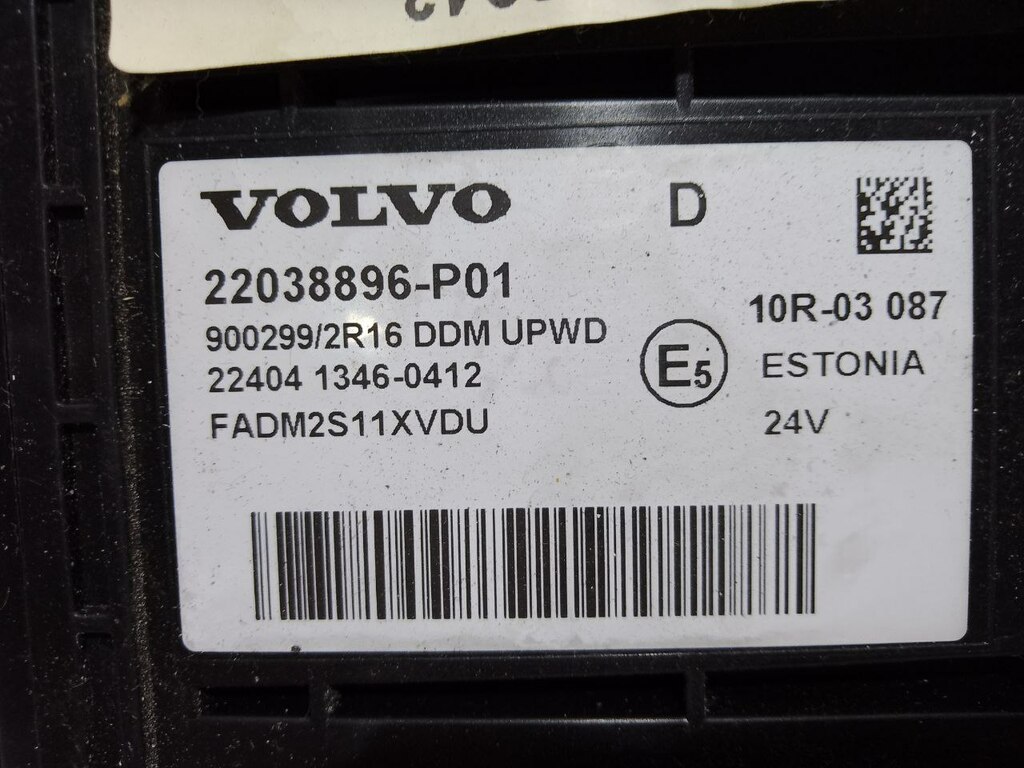 VOLVO D
22038896-P01
10R-03 087
900299/2R16 DDM UPWD
E5 ESTONIA
22404 1346-0412
FADM2S11XVDU
24V